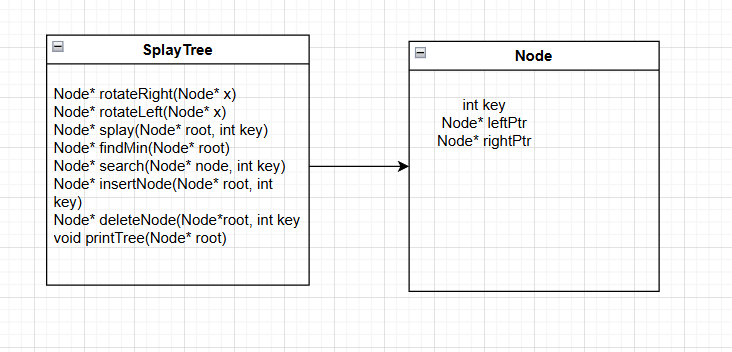 SplayTree
Node* rotateRight(Node* x)
Node* rotateLeft(Node* x)
Node* splay(Node* root, int key)
Node* findMin(Node* root)
Node* search(Node* node, int key)
Node* insertNode(Node* root, int
key)
Node* deleteNode(Node*root, int key
void printTree(Node* root)
Node
int key
Node* leftPtr
Node* rightPtr